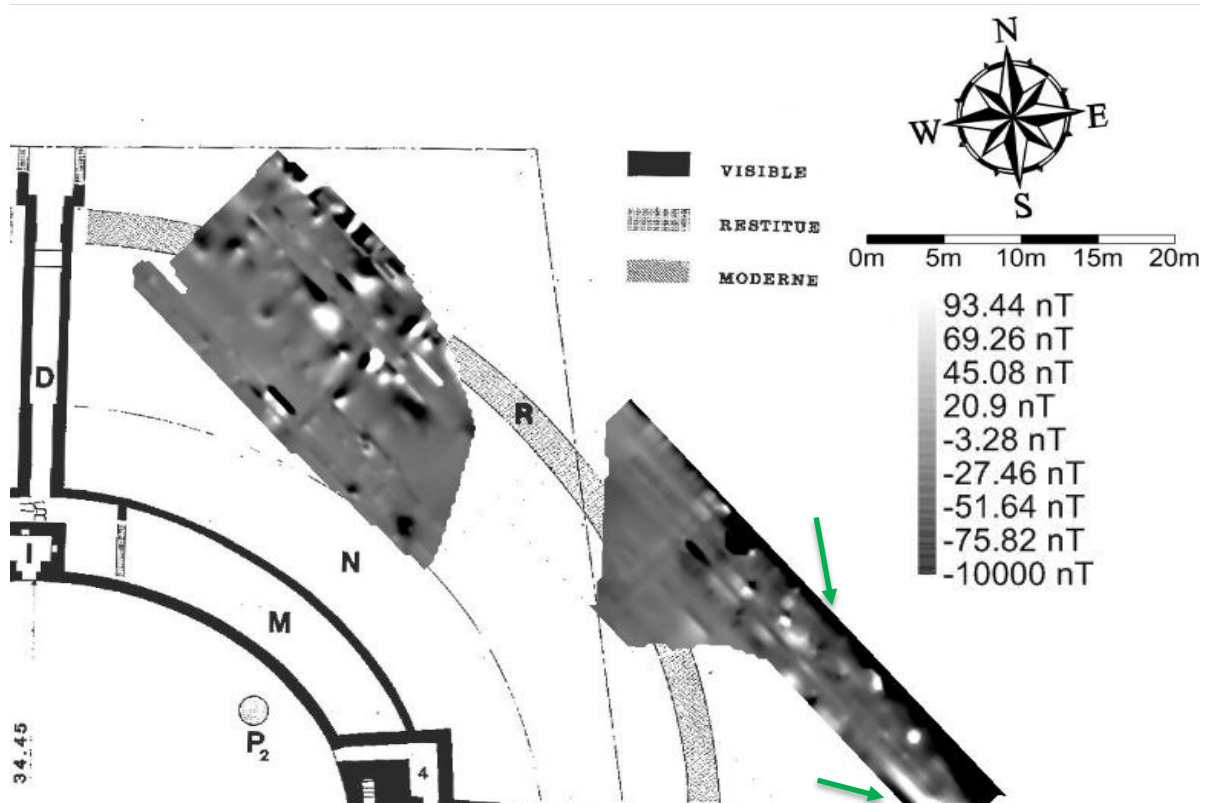 N
W
E
S
VISIBLE
RESTITUE
MODERNE
0m 5m 10m 15m 20m
93.44 nT
69.26 nT
45.08 nT
20.9 nT
-3.28 nT
-27.46 nT
-51.64 nT
-75.82 nT
-10000 nT
D
R
I
N
M
P₂
4
34.45